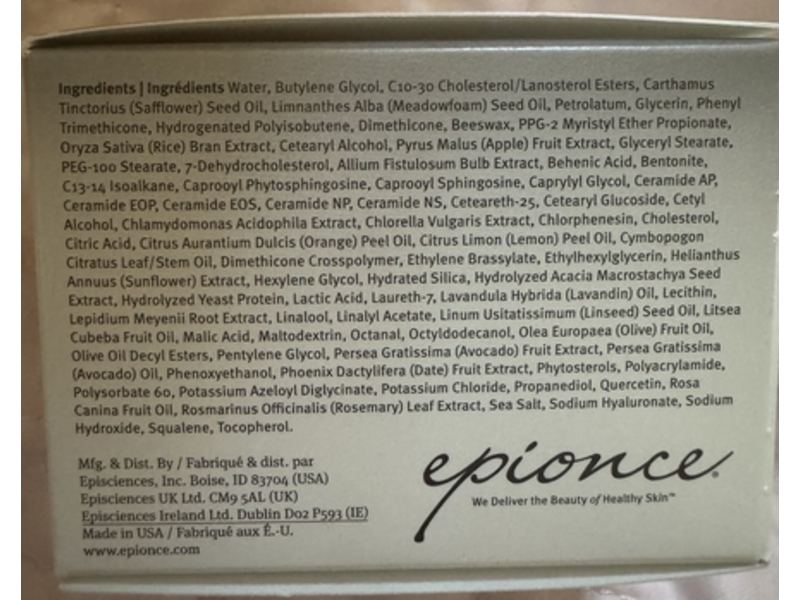 Ingredients | Ingrédients Water, Butylene Glycol, C10-30 Cholesterol/Lanosterol Esters, Carthamus
Tinctorius (Safflower) Seed Oil, Limnanthes Alba (Meadowfoam) Seed Oil, Petrolatum, Glycerin, Phenyl
Trimethicone, Hydrogenated Polyisobutene, Dimethicone, Beeswax, PPG-2 Myristyl Ether Propionate,
Oryza Sativa (Rice) Bran Extract, Cetearyl Alcohol, Pyrus Malus (Apple) Fruit Extract, Glyceryl Stearate,
PEG-100 Stearate, 7-Dehydrocholesterol, Allium Fistulosum Bulb Extract, Behenic Acid, Bentonite,
C13-14 Isoalkane, Caprooyl Phytosphingosine, Caprooyl Sphingosine, Caprylyl Glycol, Ceramide AP,
Ceramide EOP, Ceramide EOS, Ceramide NP, Ceramide NS, Ceteareth-25, Cetearyl Glucoside, Cetyl
Alcohol, Chlamydomonas Acidophila Extract, Chlorella Vulgaris Extract, Chlorphenesin, Cholesterol,
Citric Acid, Citrus Aurantium Dulcis (Orange) Peel Oil, Citrus Limon (Lemon) Peel Oil, Cymbopogon
Citratus Leaf/Stem Oil, Dimethicone Crosspolymer, Ethylene Brassylate, Ethylhexylglycerin, Helianthus
Annuus (Sunflower) Extract, Hexylene Glycol, Hydrated Silica, Hydrolyzed Acacia Macrostachya Seed
Extract, Hydrolyzed Yeast Protein, Lactic Acid, Laureth-7, Lavandula Hybrida (Lavandin) Oil, Lecithin,
Lepidium Meyenii Root Extract, Linalool, Linalyl Acetate, Linum Usitatissimum (Linseed) Seed Oil, Litsea
Cubeba Fruit Oil, Malic Acid, Maltodextrin, Octanal, Octyldodecanol, Olea Europaea (Olive) Fruit Oil,
Olive Oil Decyl Esters, Pentylene Glycol, Persea Gratissima (Avocado) Fruit Extract, Persea Gratissima
(Avocado) Oil, Phenoxyethanol, Phoenix Dactylifera (Date) Fruit Extract, Phytosterols, Polyacrylamide,
Polysorbate 60, Potassium Azeloyl Diglycinate, Potassium Chloride, Propanediol, Quercetin, Rosa
Canina Fruit Oil, Rosmarinus Officinalis (Rosemary) Leaf Extract, Sea Salt, Sodium Hyaluronate, Sodium
Hydroxide, Squalene, Tocopherol.
Mfg. & Dist. By / Fabriqué & dist. par
Episciences, Inc. Boise, ID 83704 (USA)
Episciences UK Ltd. CM9 5AL (UK)
Episciences Ireland Ltd. Dublin D02 P593 (IE)
Made in USA / Fabriqué aux É.-U.
www.epionce.com
epionce®
We Deliver the Beauty of Healthy Skin™